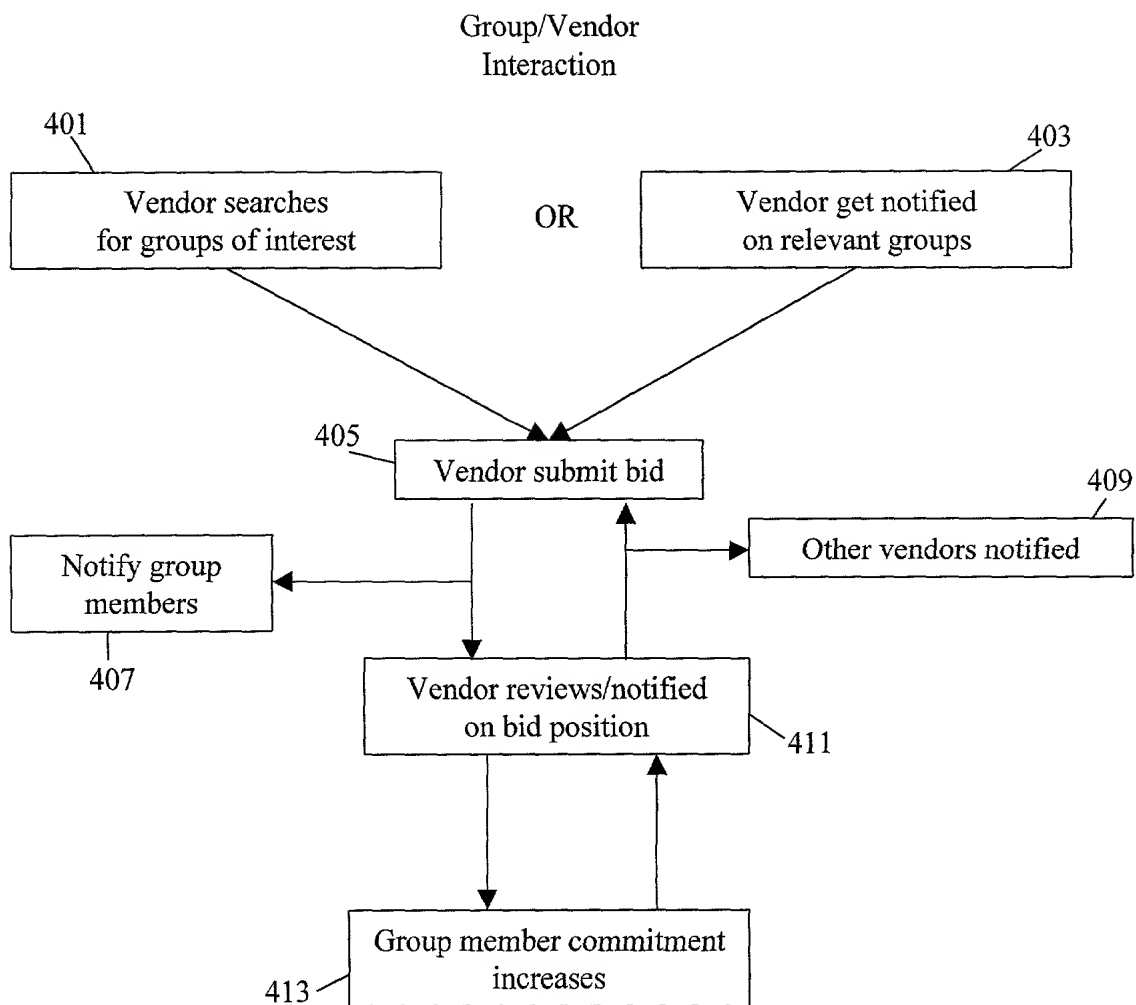 Group/Vendor
Interaction
401
403
Vendor searches
for groups of interest
OR
Vendor get notified
on relevant groups
405
Vendor submit bid
409
Other vendors notified
Notify group
members
407
Vendor reviews/notified
on bid position
411
Group member commitment
increases
413